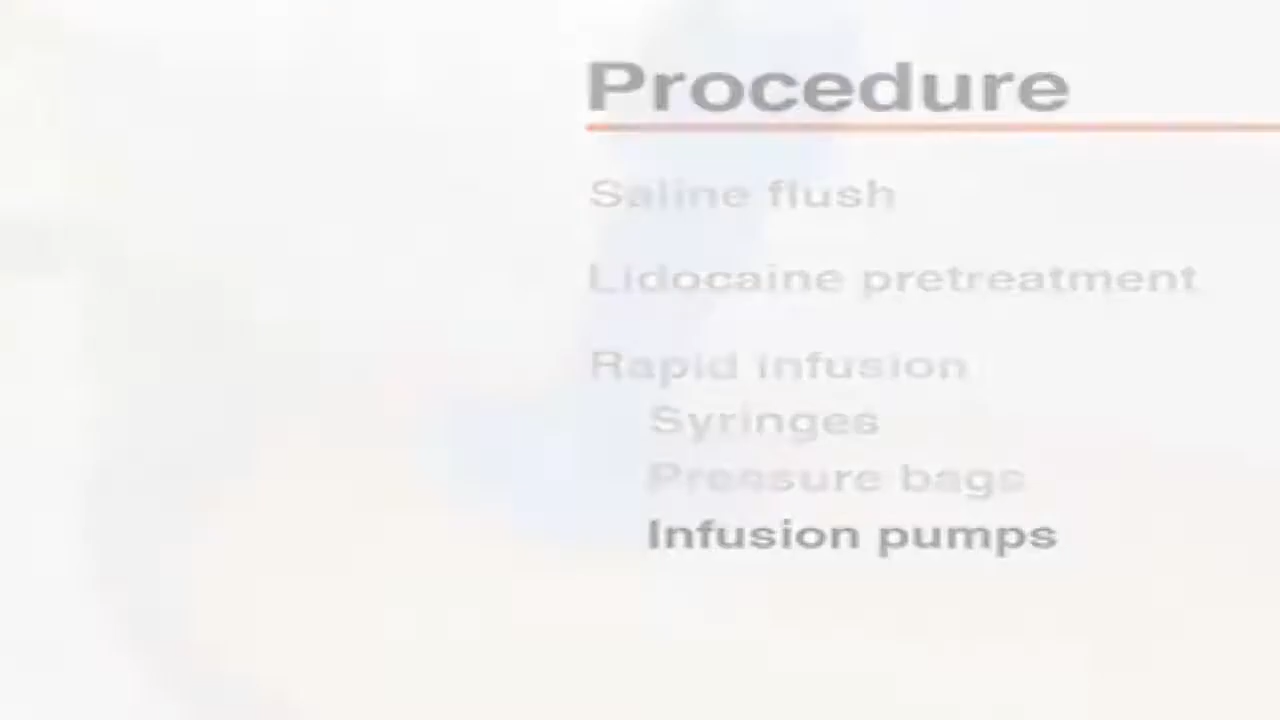 Procedure
Saline flush
Lidocaine pretreatment
Rapid infusion
Syringes
Pressure bags
Infusion pumps